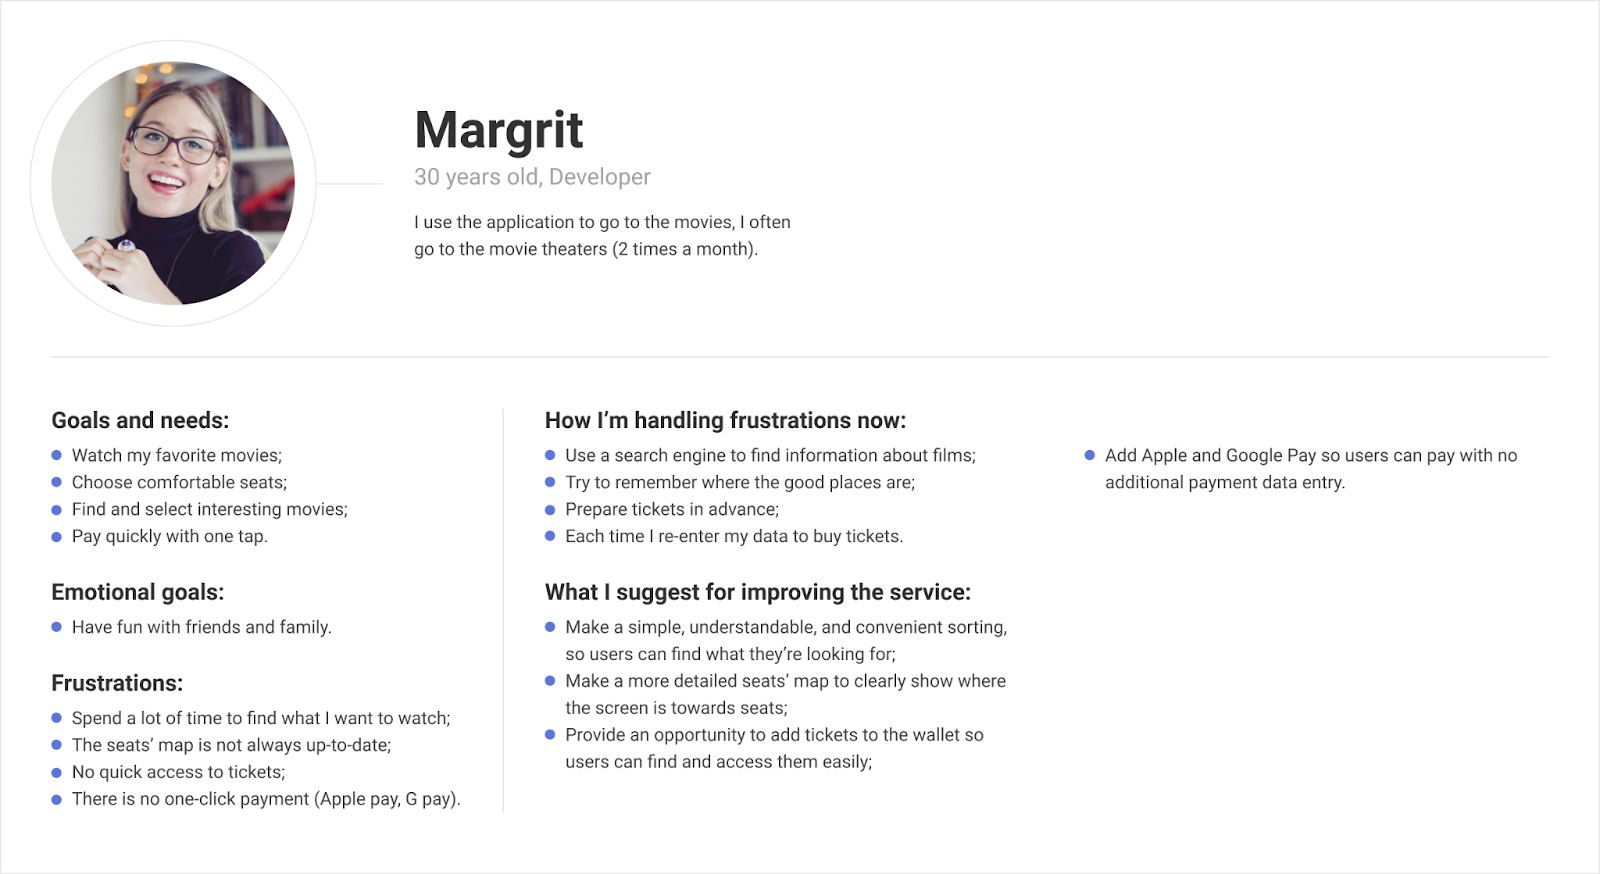 Margrit
30 years old, Developer
I use the application to go to the movies, I often
go to the movie theaters (2 times a month).
Goals and needs:
Watch my favorite movies;
Choose comfortable seats;
Find and select interesting movies;
Pay quickly with one tap.
Emotional goals:
Have fun with friends and family.
Frustrations:
Spend a lot of time to find what I want to watch;
The seats’ map is not always up-to-date;
No quick access to tickets;
There is no one-click payment (Apple pay, G pay).
How I’m handling frustrations now:
Use a search engine to find information about films;
Try to remember where the good places are;
Prepare tickets in advance;
Each time I re-enter my data to buy tickets.
What I suggest for improving the service:
Make a simple, understandable, and convenient sorting,
so users can find what they’re looking for;
Make a more detailed seats’ map to clearly show where
the screen is towards seats;
Provide an opportunity to add tickets to the wallet so
users can find and access them easily;
Add Apple and Google Pay so users can pay with no
additional payment data entry.